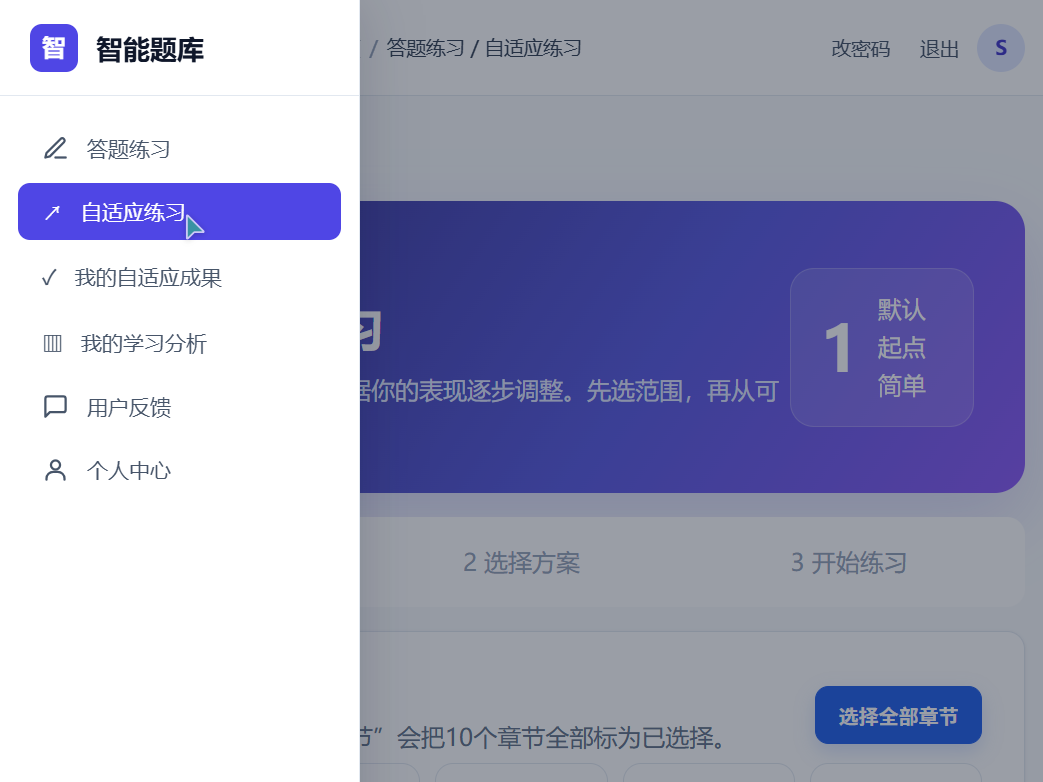 智 智能题库
/ 答题练习 / 自适应练习
改密码 退出 S
答题练习
自适应练习
我的自适应成果
我的学习分析
用户反馈
个人中心
习
你的表现逐步调整。先选范围，再从可
1
默认
起点
简单
2 选择方案
3 开始练习
选择全部章节
节”会把10个章节全部标为已选择。